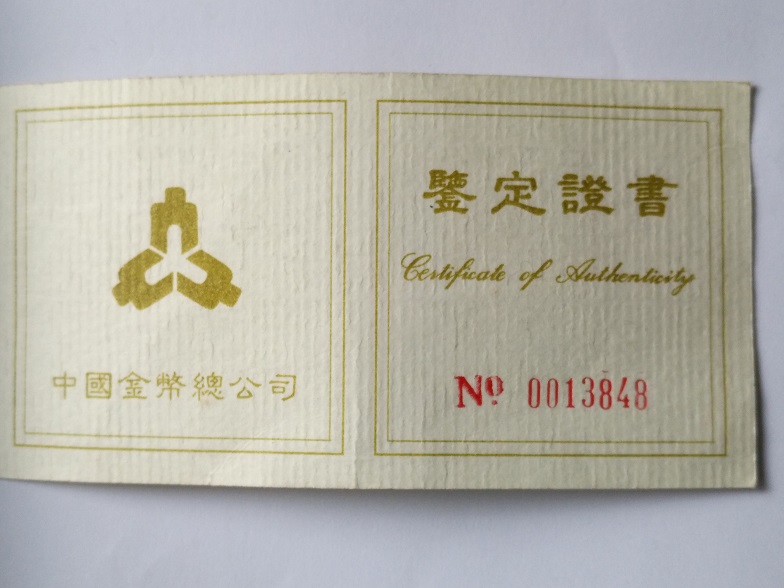 中國金幣總公司
鑒定證書
Certificate of Authenticity
Nº 0013848